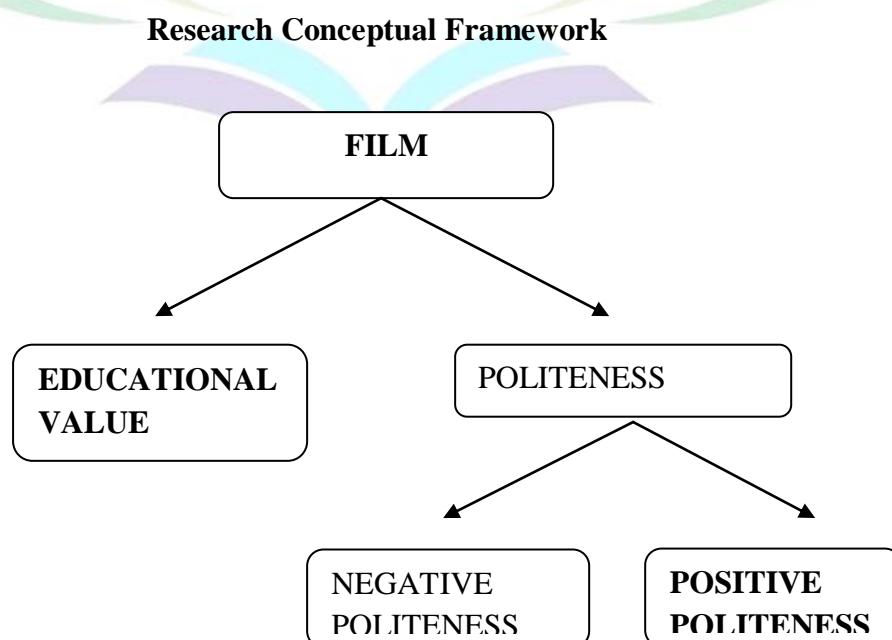 Research Conceptual Framework
FILM
EDUCATIONAL
VALUE
POLITENESS
NEGATIVE
POLITENESS
POSITIVE
POLITENESS